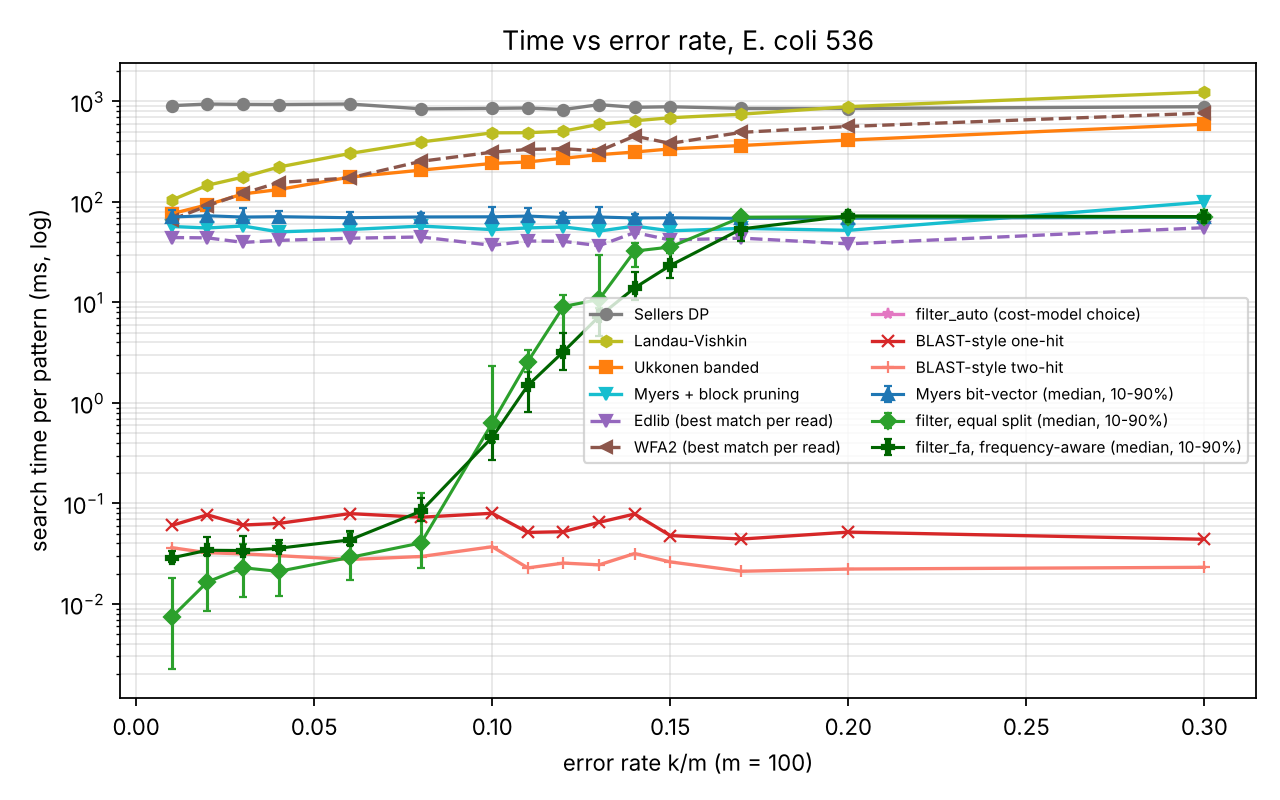 Time vs error rate, E. coli 536
search time per pattern (ms, log)
10³
10²
10¹
10⁰
10⁻¹
10⁻²
Sellers DP
Landau-Vishkin
Ukkonen banded
Myers + block pruning
Edlib (best match per read)
WFA2 (best match per read)
filter_auto (cost-model choice)
BLAST-style one-hit
BLAST-style two-hit
Myers bit-vector (median, 10-90%)
filter, equal split (median, 10-90%)
filter_fa, frequency-aware (median, 10-90%)
0.00 0.05 0.10 0.15 0.20 0.25 0.30
error rate k/m (m = 100)